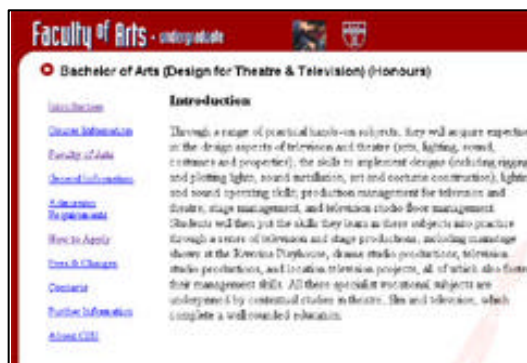 Faculty of Arts - undergraduate
Bachelor of Arts (Design for Theatre & Television) (Honours)
Introduction
Introduction
Course Information
Faculty of Arts
General Information
Admission
Requirements
How to Apply
Fees & Charges
Contacts
Further Information
About CSU
Through a range of practical hands-on subjects, they will acquire expertise
in the design aspects of television and theatre (sets, lighting, sound,
costumes and properties), the skills to implement designs (including rigging
and plotting lights, sound installation, set and costume construction), lighting
and sound operating skills, production management for television and
theatre, stage management, and television studio floor management.
Students will then put the skills they learn in these subjects into practice
through a series of television and stage productions, including mainstage
shows at the Riverina Playhouse, drama studio productions, television
studio productions, and location television projects, all of which also foster
their management skills. All these specialist vocational subjects are
underpinned by contextual studies in theatre, film and television, which
complete a well rounded education.